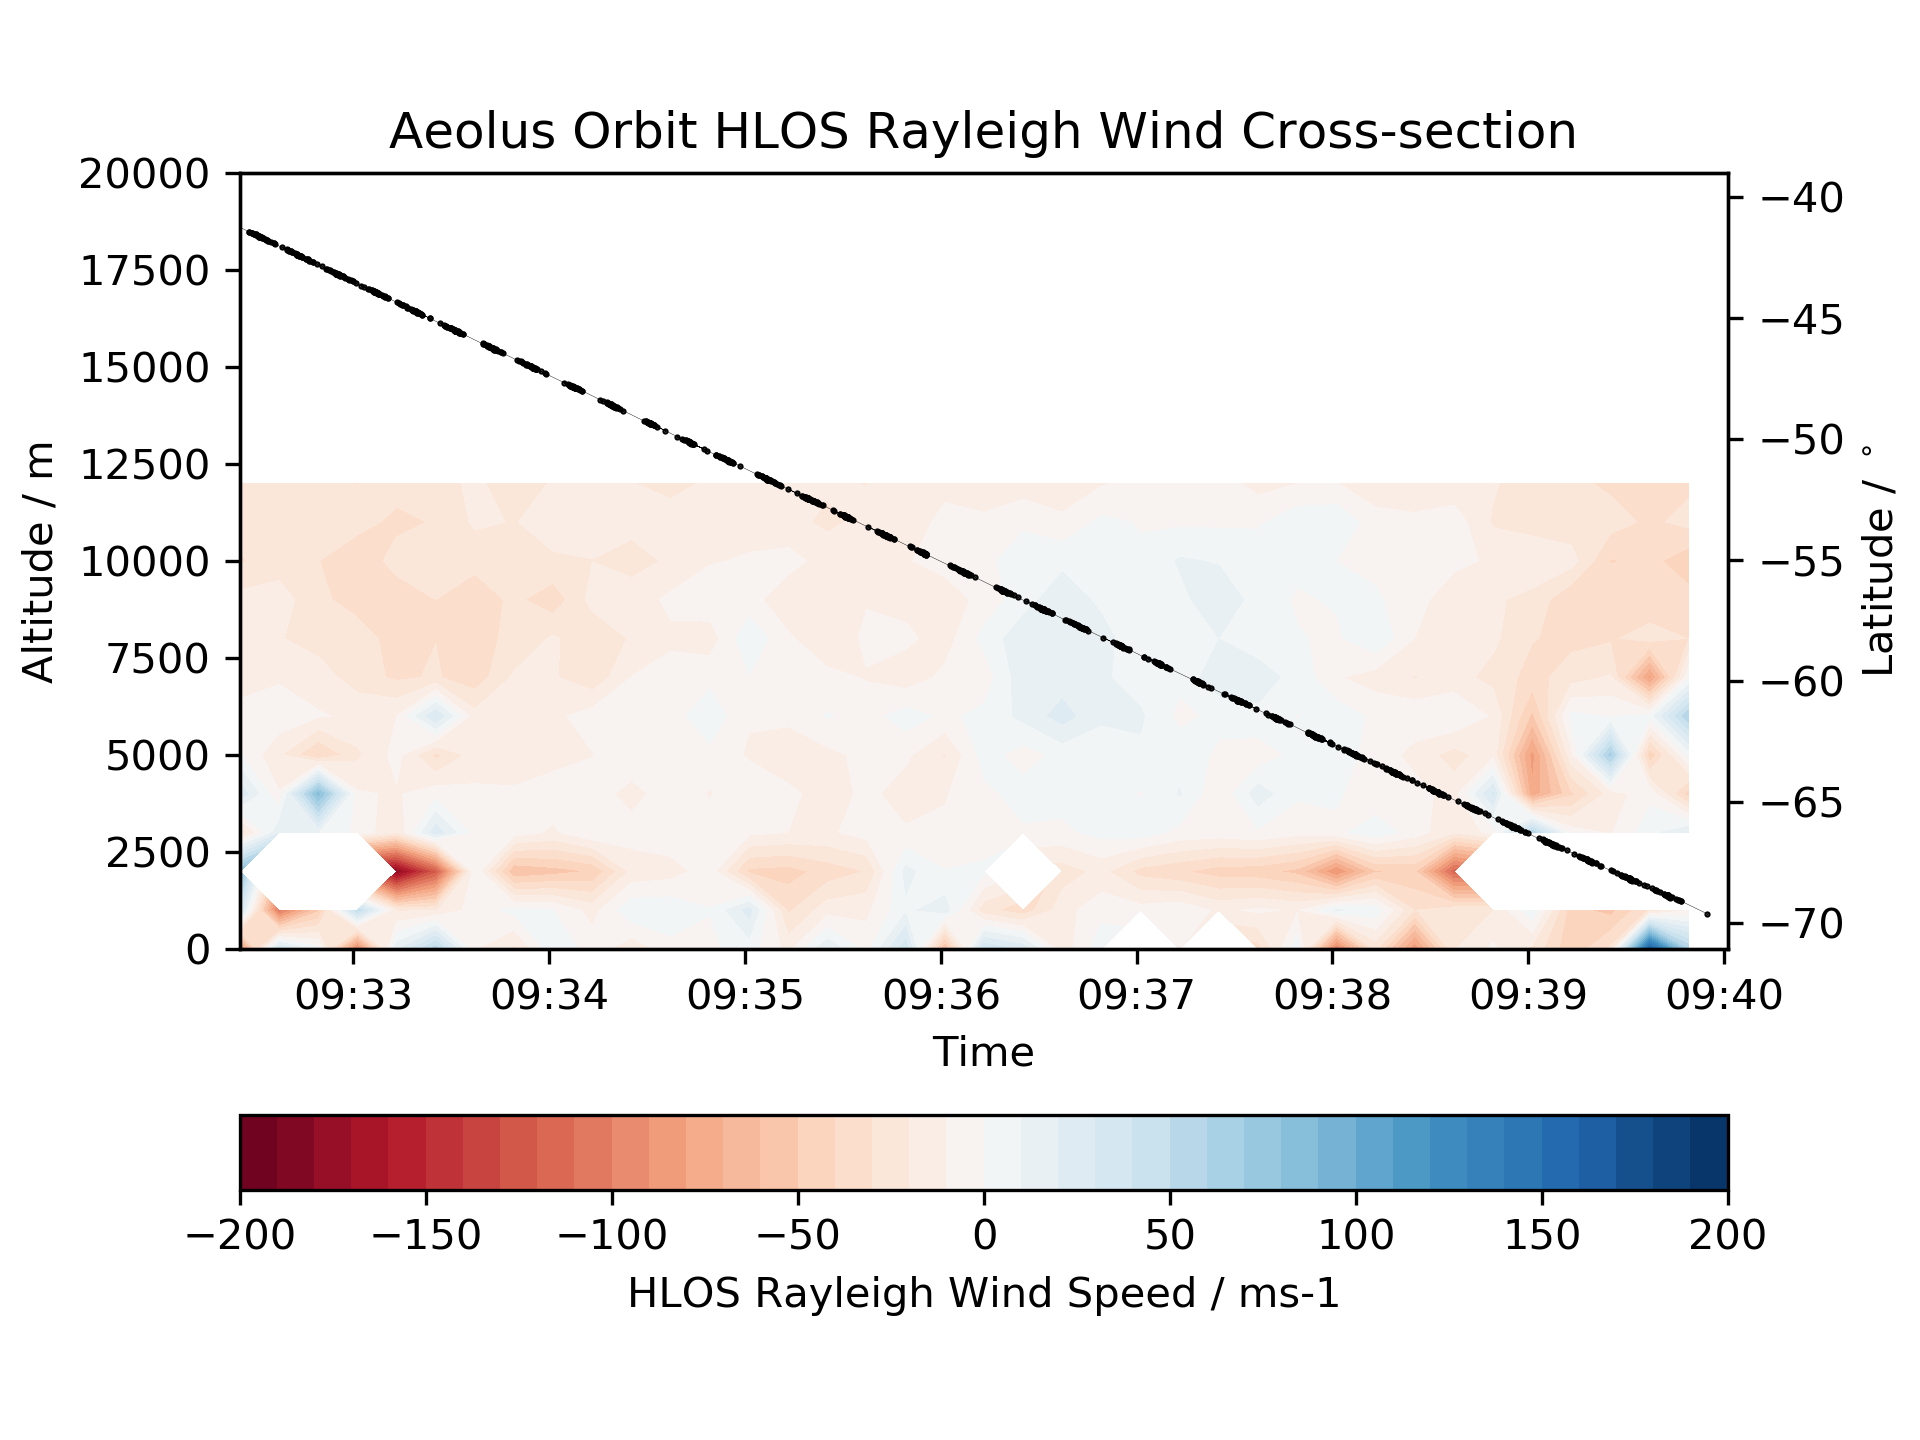 Aeolus Orbit HLOS Rayleigh Wind Cross-section
20000
17500
15000
12500
10000
7500
5000
2500
0
Altitude / m
−40
−45
−50
−55
−60
−65
−70
Latitude / °
09:33 09:34 09:35 09:36 09:37 09:38 09:39 09:40
Time
−200 −150 −100 −50 0 50 100 150 200
HLOS Rayleigh Wind Speed / ms-1